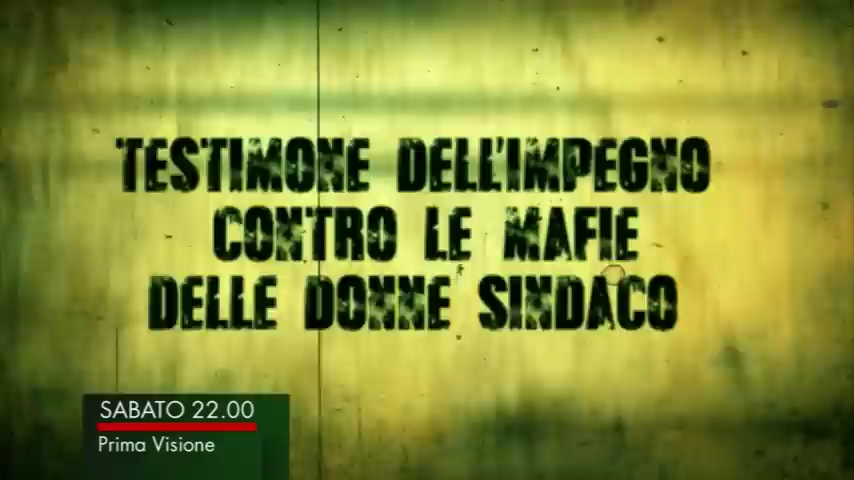 TESTIMONE DELL'IMPEGNO
CONTRO LE MAFIE
DELLE DONNE SINDACO
SABATO 22.00
Prima Visione